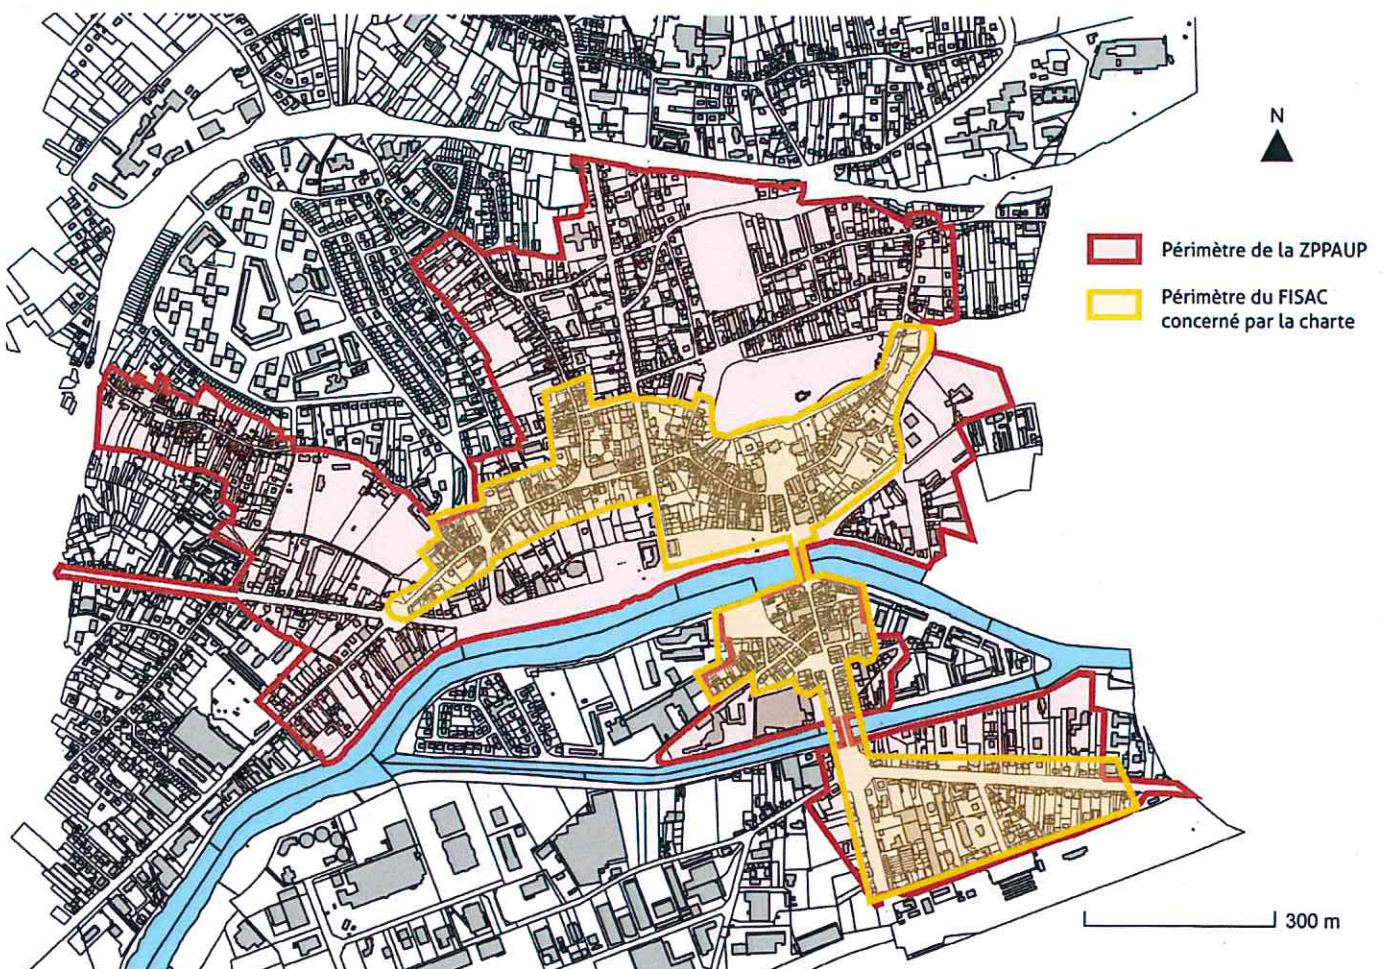 N
Périmètre de la ZPPAUP
Périmètre du FISAC
concerné par la charte
300 m